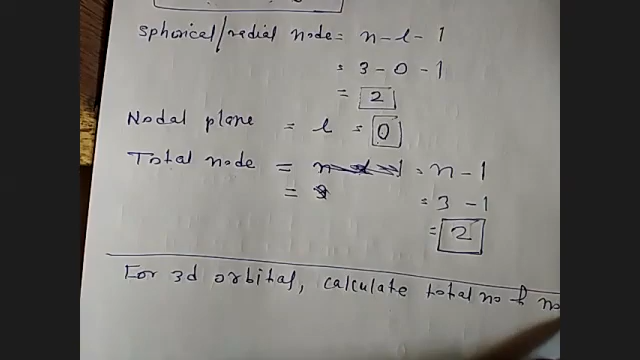 Spherical/radial node = n - l - 1
= 3 - 0 - 1
= 2
Nodal plane = l = 0
Total node = = n - 1
= = 3 - 1
= 2
For 3d orbital, calculate total no of no